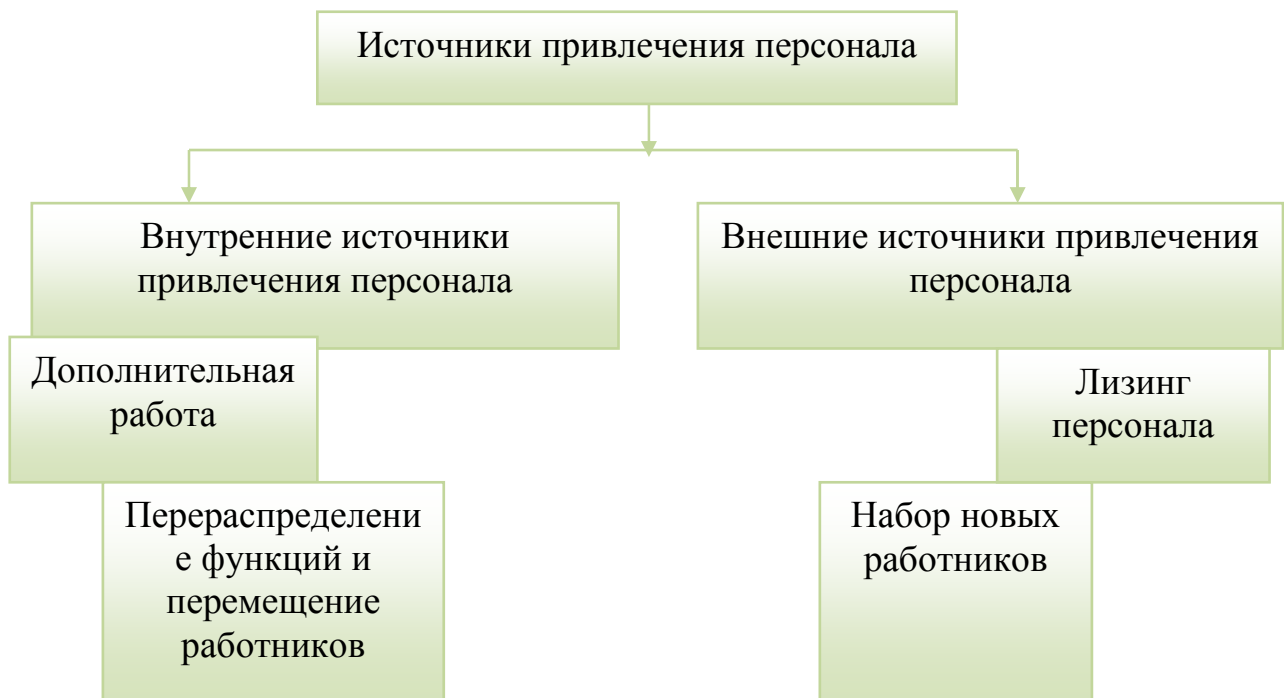 Источники привлечения персонала
Внутренние источники
привлечения персонала
Внешние источники привлечения
персонала
Дополнительная
работа
Лизинг
персонала
Перераспределени
е функций и
перемещение
работников
Набор новых
работников